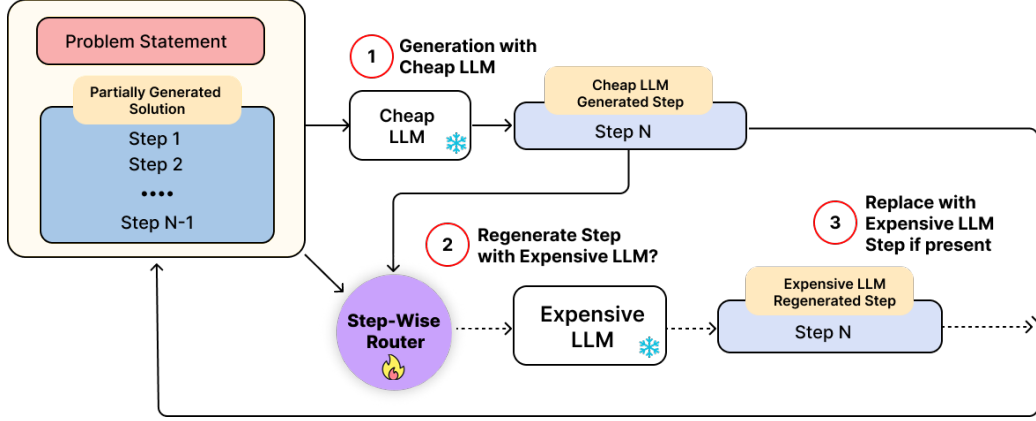 Problem Statement
Partially Generated
Solution
Step 1
Step 2
••••
Step N-1
1
Generation with
Cheap LLM
Cheap
LLM
Cheap LLM
Generated Step
Step N
2
Regenerate Step
with Expensive LLM?
Step-Wise
Router
Expensive
LLM
3
Replace with
Expensive LLM
Step if present
Expensive LLM
Regenerated Step
Step N